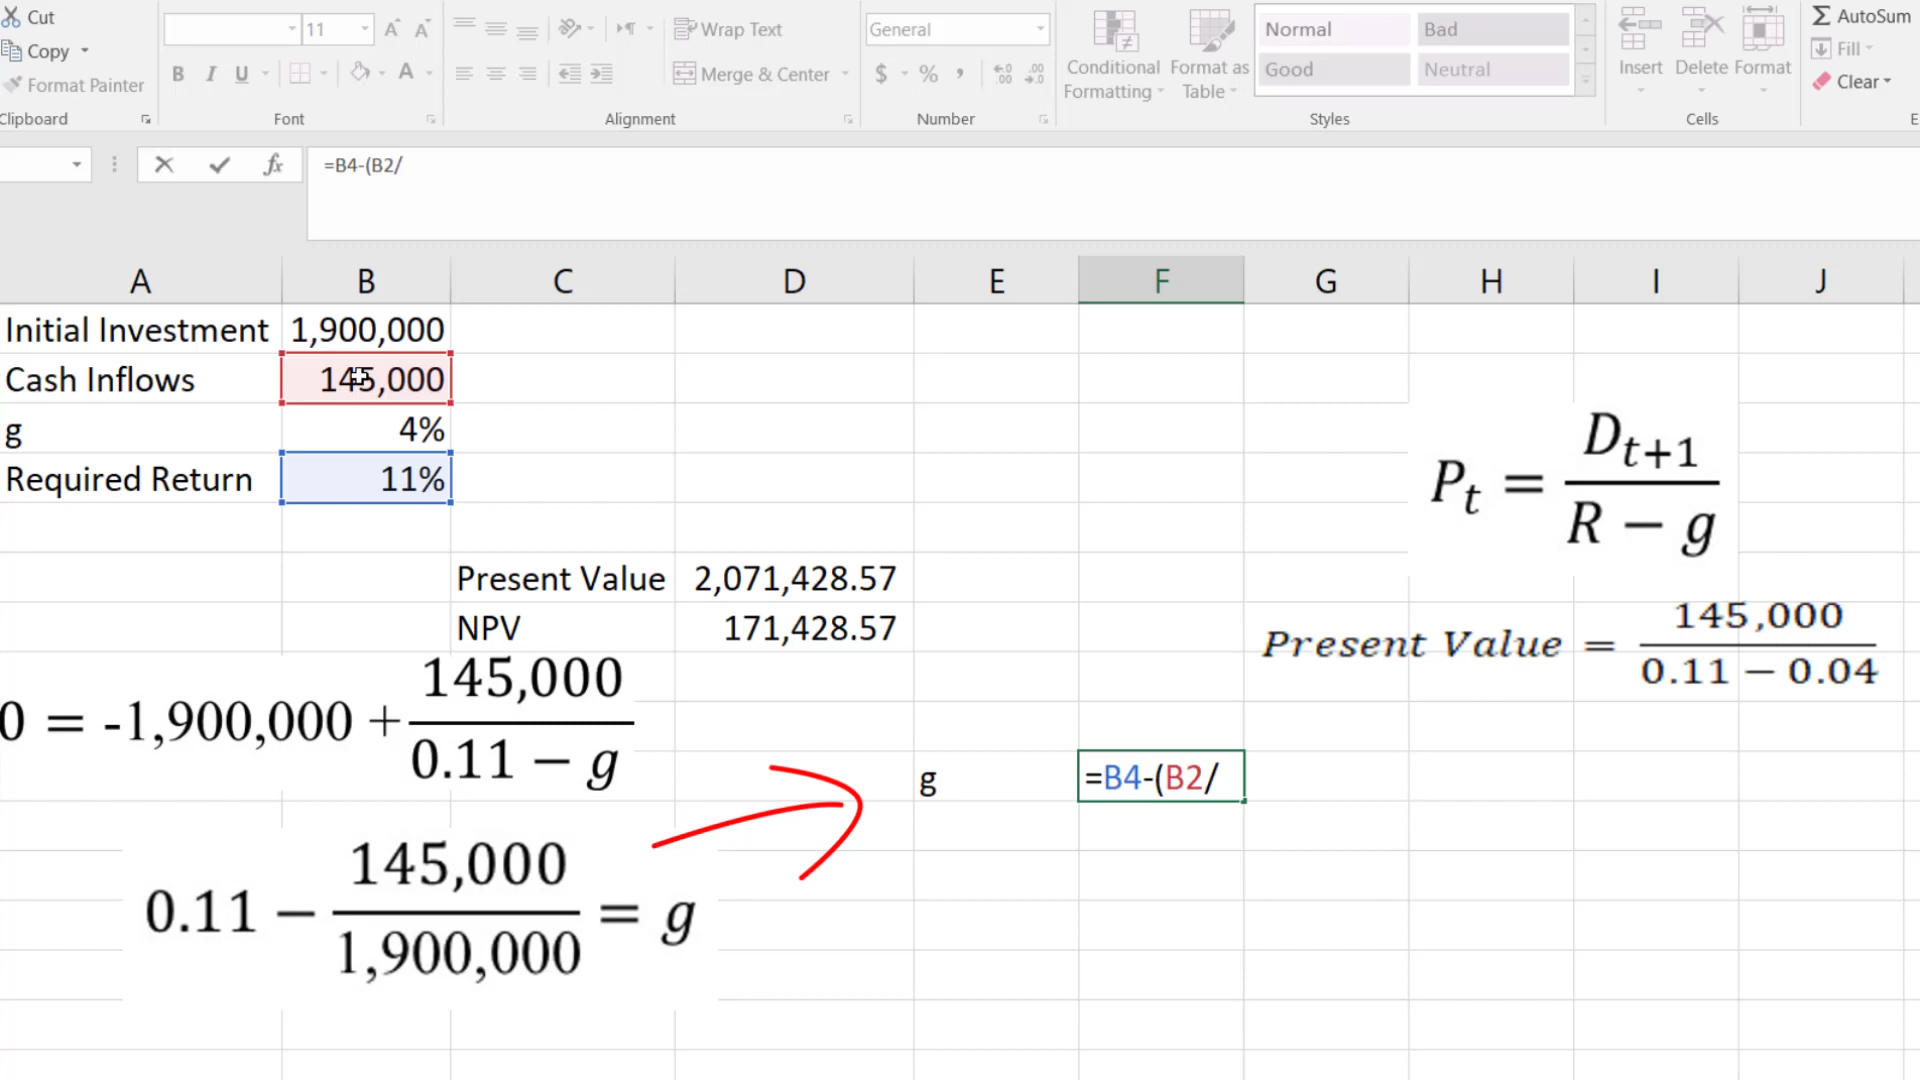 Cut
Copy
Format Painter
Clipboard
11
A A
B I U A
Font
Wrap Text
Merge & Center
Alignment
General
$ % ,
Number
Conditional Formatting
Format as Table
Normal Bad
Good Neutral
Styles
Insert Delete Format
Cells
Σ AutoSum
Fill
Clear
fx =B4-(B2/
A B C D E F G H I J
Initial Investment 1,900,000
Cash Inflows 145,000
g 4%
Required Return 11%
P_t = D_{t+1} / (R − g)
Present Value 2,071,428.57
NPV 171,428.57
Present Value = 145,000 / (0.11 − 0.04)
0 = -1,900,000 + 145,000 / (0.11 − g)
g =B4-(B2/
0.11 − 145,000 / 1,900,000 = g